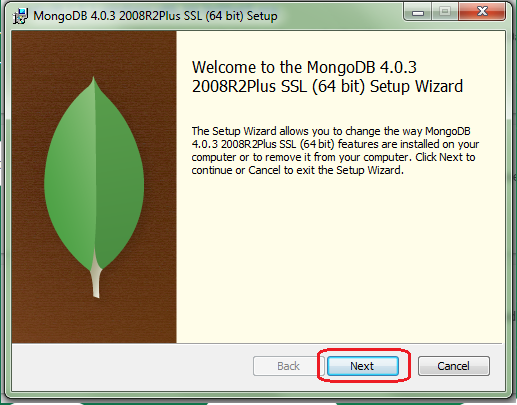 MongoDB 4.0.3 2008R2Plus SSL (64 bit) Setup
Welcome to the MongoDB 4.0.3
2008R2Plus SSL (64 bit) Setup Wizard
The Setup Wizard allows you to change the way MongoDB
4.0.3 2008R2Plus SSL (64 bit) features are installed on your
computer or to remove it from your computer. Click Next to
continue or Cancel to exit the Setup Wizard.
Back Next Cancel